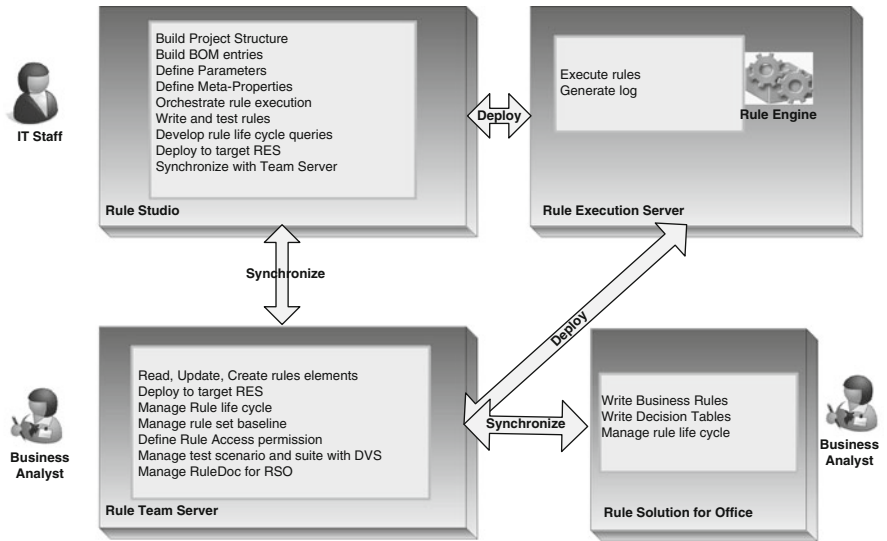 Build Project Structure
Build BOM entries
Define Parameters
Define Meta-Properties
Orchestrate rule execution
Write and test rules
Develop rule life cycle queries
Deploy to target RES
Synchronize with Team Server
Rule Studio
IT Staff
Deploy
Execute rules
Generate log
Rule Engine
Rule Execution Server
Synchronize
Deploy
Read, Update, Create rules elements
Deploy to target RES
Manage Rule life cycle
Manage rule set baseline
Define Rule Access permission
Manage test scenario and suite with DVS
Manage RuleDoc for RSO
Rule Team Server
Business
Analyst
Synchronize
Write Business Rules
Write Decision Tables
Manage rule life cycle
Rule Solution for Office
Business
Analyst